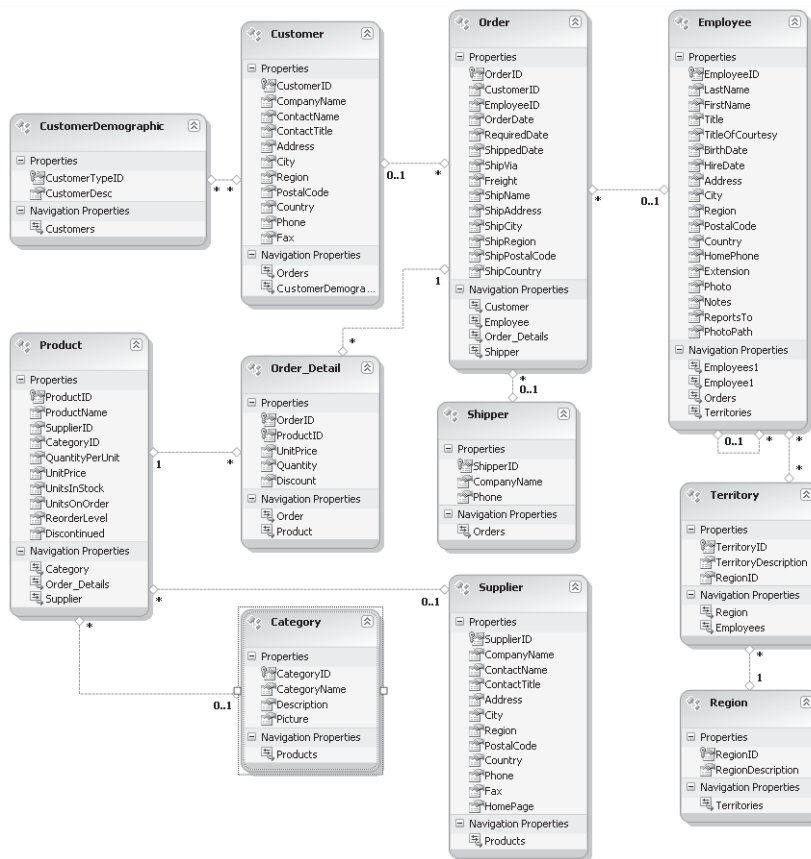 CustomerDemographic
Properties
CustomerTypeID
CustomerDesc
Navigation Properties
Customers
* *
Customer
Properties
CustomerID
CompanyName
ContactName
ContactTitle
Address
City
Region
PostalCode
Country
Phone
Fax
Navigation Properties
Orders
CustomerDemogra...
0..1
*
Order
Properties
OrderID
CustomerID
EmployeeID
OrderDate
RequiredDate
ShippedDate
ShipVia
Freight
ShipName
ShipAddress
ShipCity
ShipRegion
ShipPostalCode
ShipCountry
Navigation Properties
Customer
Employee
Order_Details
Shipper
*
0..1
Employee
Properties
EmployeeID
LastName
FirstName
Title
TitleOfCourtesy
BirthDate
HireDate
Address
City
Region
PostalCode
Country
HomePhone
Extension
Photo
Notes
ReportsTo
PhotoPath
Navigation Properties
Employees1
Employee1
Orders
Territories
0..1
*
*
*
1
*
Product
Properties
ProductID
ProductName
SupplierID
CategoryID
QuantityPerUnit
UnitPrice
UnitsInStock
UnitsOnOrder
ReorderLevel
Discontinued
Navigation Properties
Category
Order_Details
Supplier
1
*
Order_Detail
Properties
OrderID
ProductID
UnitPrice
Quantity
Discount
Navigation Properties
Order
Product
*
0..1
Shipper
Properties
ShipperID
CompanyName
Phone
Navigation Properties
Orders
Territory
Properties
TerritoryID
TerritoryDescription
RegionID
Navigation Properties
Region
Employees
*
1
*
0..1
*
0..1
Category
Properties
CategoryID
CategoryName
Description
Picture
Navigation Properties
Products
Supplier
Properties
SupplierID
CompanyName
ContactName
ContactTitle
Address
City
Region
PostalCode
Country
Phone
Fax
HomePage
Navigation Properties
Products
Region
Properties
RegionID
RegionDescription
Navigation Properties
Territories